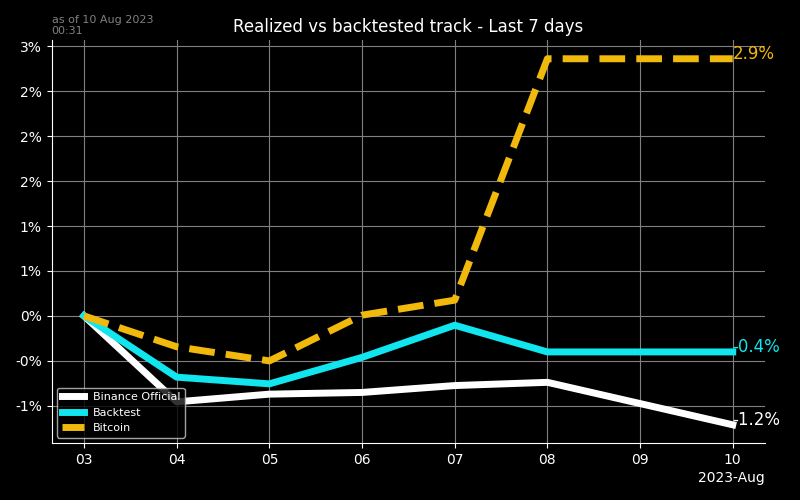 as of 10 Aug 2023
00:31
Realized vs backtested track - Last 7 days
3%
2%
2%
2%
1%
1%
0%
-0%
-1%
2.9%
-0.4%
-1.2%
Binance Official
Backtest
Bitcoin
03 04 05 06 07 08 09 10
2023-Aug